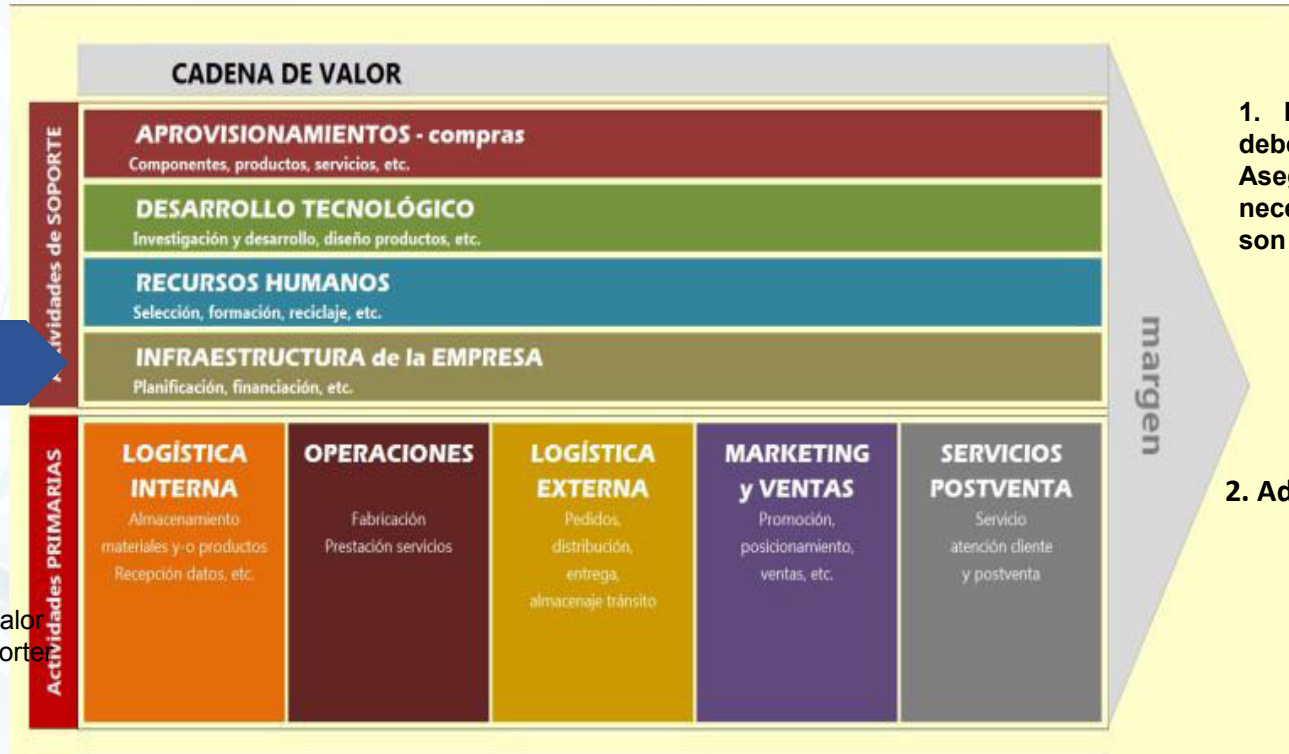 CADENA DE VALOR
Actividades de SOPORTE
APROVISIONAMIENTOS - compras
Componentes, productos, servicios, etc.
DESARROLLO TECNOLÓGICO
Investigación y desarrollo, diseño productos, etc.
RECURSOS HUMANOS
Selección, formación, reciclaje, etc.
INFRAESTRUCTURA de la EMPRESA
Planificación, financiación, etc.
Actividades PRIMARIAS
LOGÍSTICA
INTERNA
Almacenamiento
materiales y-o productos
Recepción datos, etc.
OPERACIONES
Fabricación
Prestación servicios
LOGÍSTICA
EXTERNA
Pedidos,
distribución,
entrega,
almacenaje tránsito
MARKETING
y VENTAS
Promoción,
posicionamiento,
ventas, etc.
SERVICIOS
POSTVENTA
Servicio
atención cliente
y postventa
margen
1.
son
2.